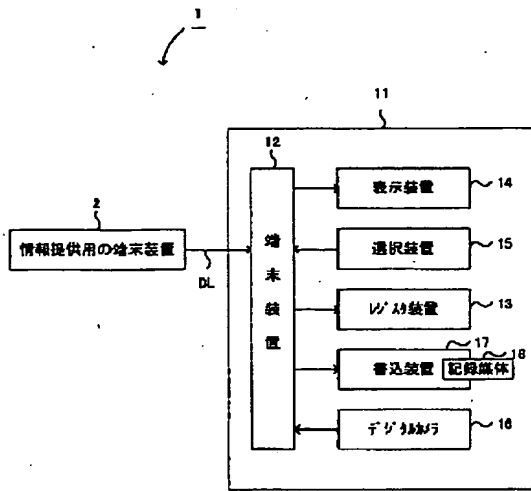 1
11
12
端末装置
表示装置
14
2
情報提供用の端末装置
DL
選択装置
15
レジスタ装置
13
17
18
書込装置
記録媒体
デジタルカメラ
16